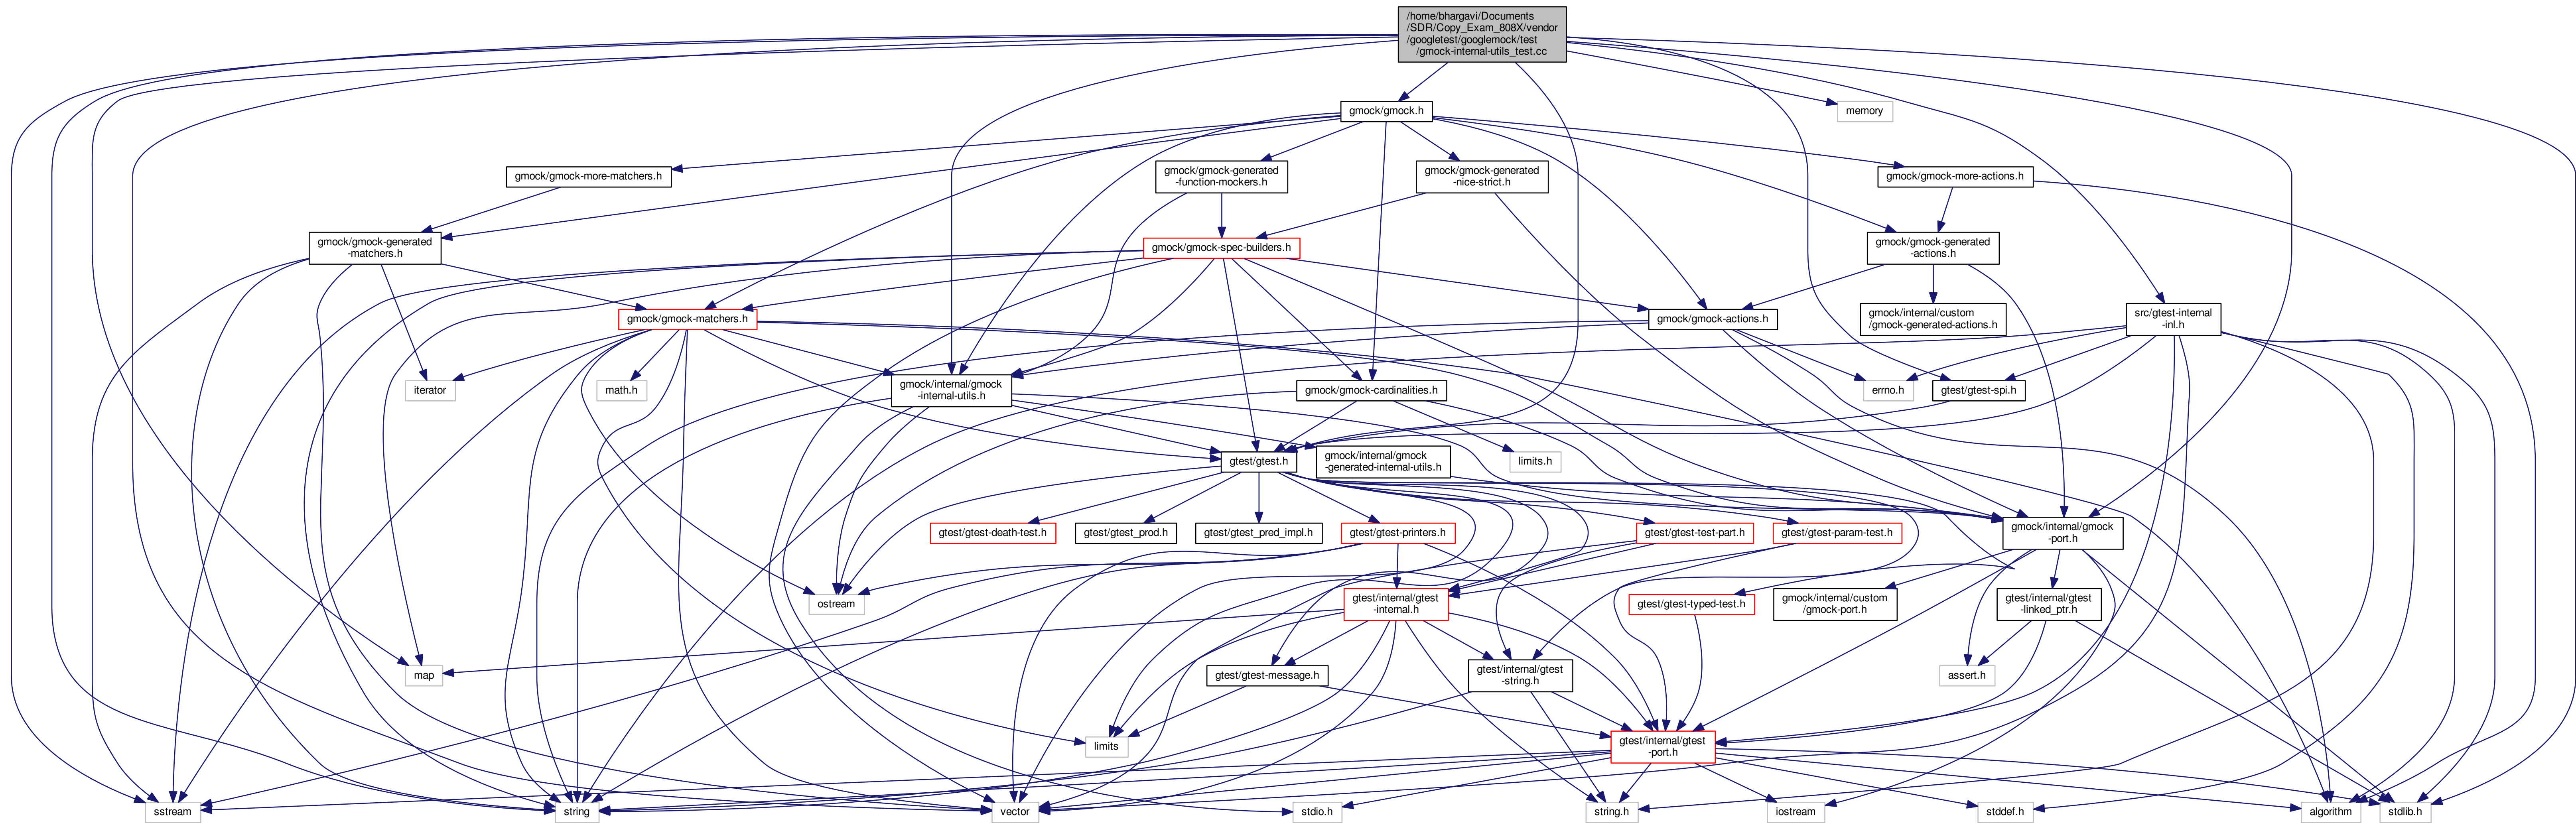 /home/bhargavi/Documents
/SDR/Copy_Exam_808X/vendor
/googletest/googlemock/test
/gmock-internal-utils_test.cc
gmock/gmock.h
memory
gmock/gmock-more-matchers.h
gmock/gmock-generated
-function-mockers.h
gmock/gmock-generated
-nice-strict.h
gmock/gmock-more-actions.h
gmock/gmock-generated
-matchers.h
gmock/gmock-spec-builders.h
gmock/gmock-generated
-actions.h
gmock/gmock-matchers.h
gmock/gmock-actions.h
gmock/internal/custom
/gmock-generated-actions.h
src/gtest-internal
-inl.h
iterator
math.h
gmock/internal/gmock
-internal-utils.h
gmock/gmock-cardinalities.h
errno.h
gtest/gtest-spi.h
gtest/gtest.h
gmock/internal/gmock
-generated-internal-utils.h
limits.h
gtest/gtest-death-test.h
gtest/gtest_prod.h
gtest/gtest_pred_impl.h
gtest/gtest-printers.h
gtest/gtest-test-part.h
gtest/gtest-param-test.h
gmock/internal/gmock
-port.h
ostream
gtest/internal/gtest
-internal.h
gtest/gtest-typed-test.h
gmock/internal/custom
/gmock-port.h
gtest/internal/gtest
-linked_ptr.h
map
gtest/gtest-message.h
gtest/internal/gtest
-string.h
assert.h
limits
gtest/internal/gtest
-port.h
sstream
string
vector
stdio.h
string.h
iostream
stddef.h
algorithm
stdlib.h